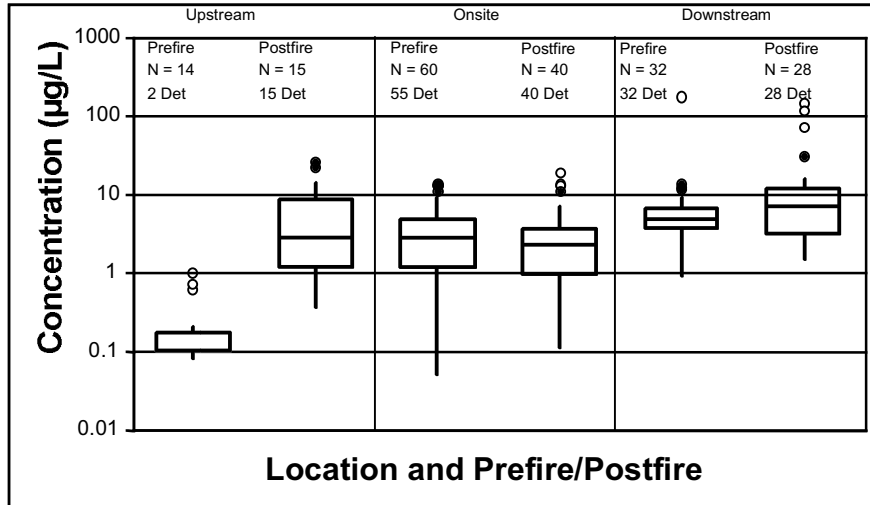 Upstream Onsite Downstream
Prefire Postfire Prefire Postfire Prefire Postfire
N = 14 N = 15 N = 60 N = 40 N = 32 N = 28
2 Det 15 Det 55 Det 40 Det 32 Det 28 Det
1000
100
10
1
0.1
0.01
Concentration (µg/L)
Location and Prefire/Postfire